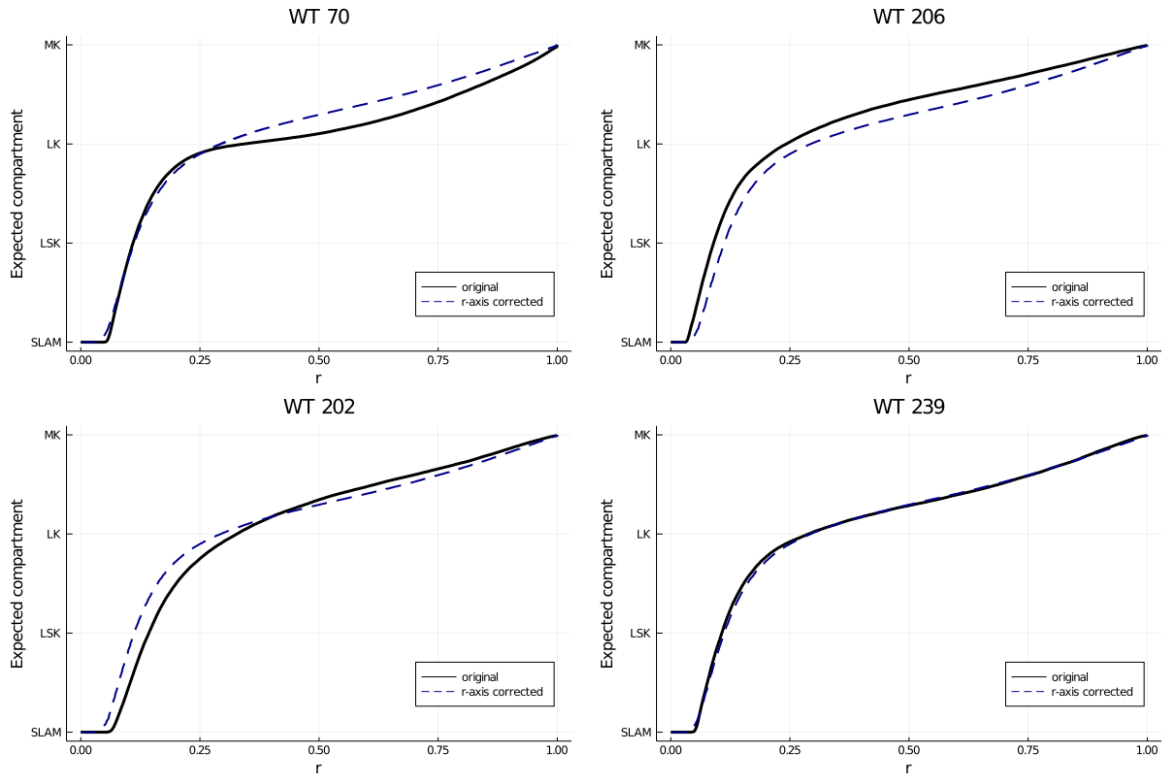 WT 70
Expected compartment
MK
LK
LSK
SLAM
original
r-axis corrected
0.00 0.25 0.50 0.75 1.00
r
WT 206
Expected compartment
MK
LK
LSK
SLAM
original
r-axis corrected
0.00 0.25 0.50 0.75 1.00
r
WT 202
Expected compartment
MK
LK
LSK
SLAM
original
r-axis corrected
0.00 0.25 0.50 0.75 1.00
r
WT 239
Expected compartment
MK
LK
LSK
SLAM
original
r-axis corrected
0.00 0.25 0.50 0.75 1.00
r